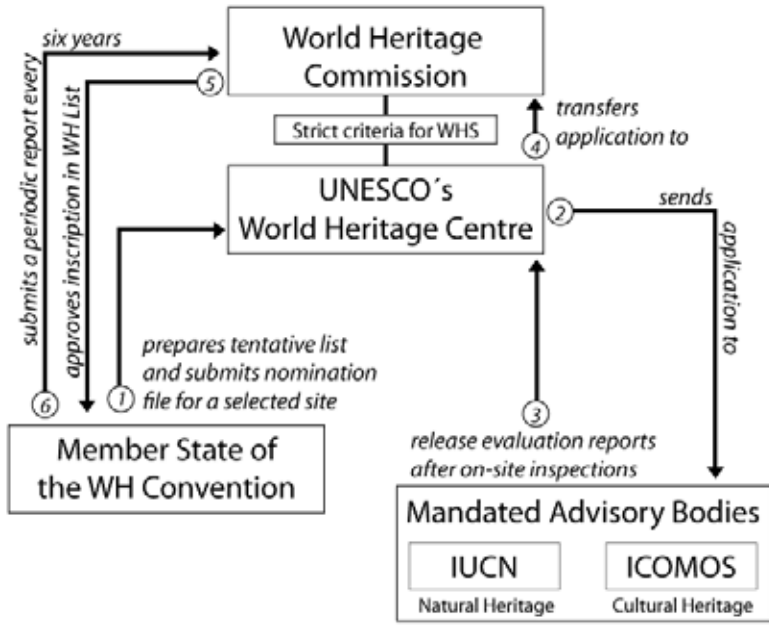 six years
World Heritage
Commission
5
submits a periodic report every
approves inscription in WH List
Strict criteria for WHS
4
transfers
application to
UNESCO´s
World Heritage Centre
2
sends
application to
prepares tentative list
and submits nomination
file for a selected site
6
1
3
release evaluation reports
after on-site inspections
Member State of
the WH Convention
Mandated Advisory Bodies
IUCN
ICOMOS
Natural Heritage
Cultural Heritage